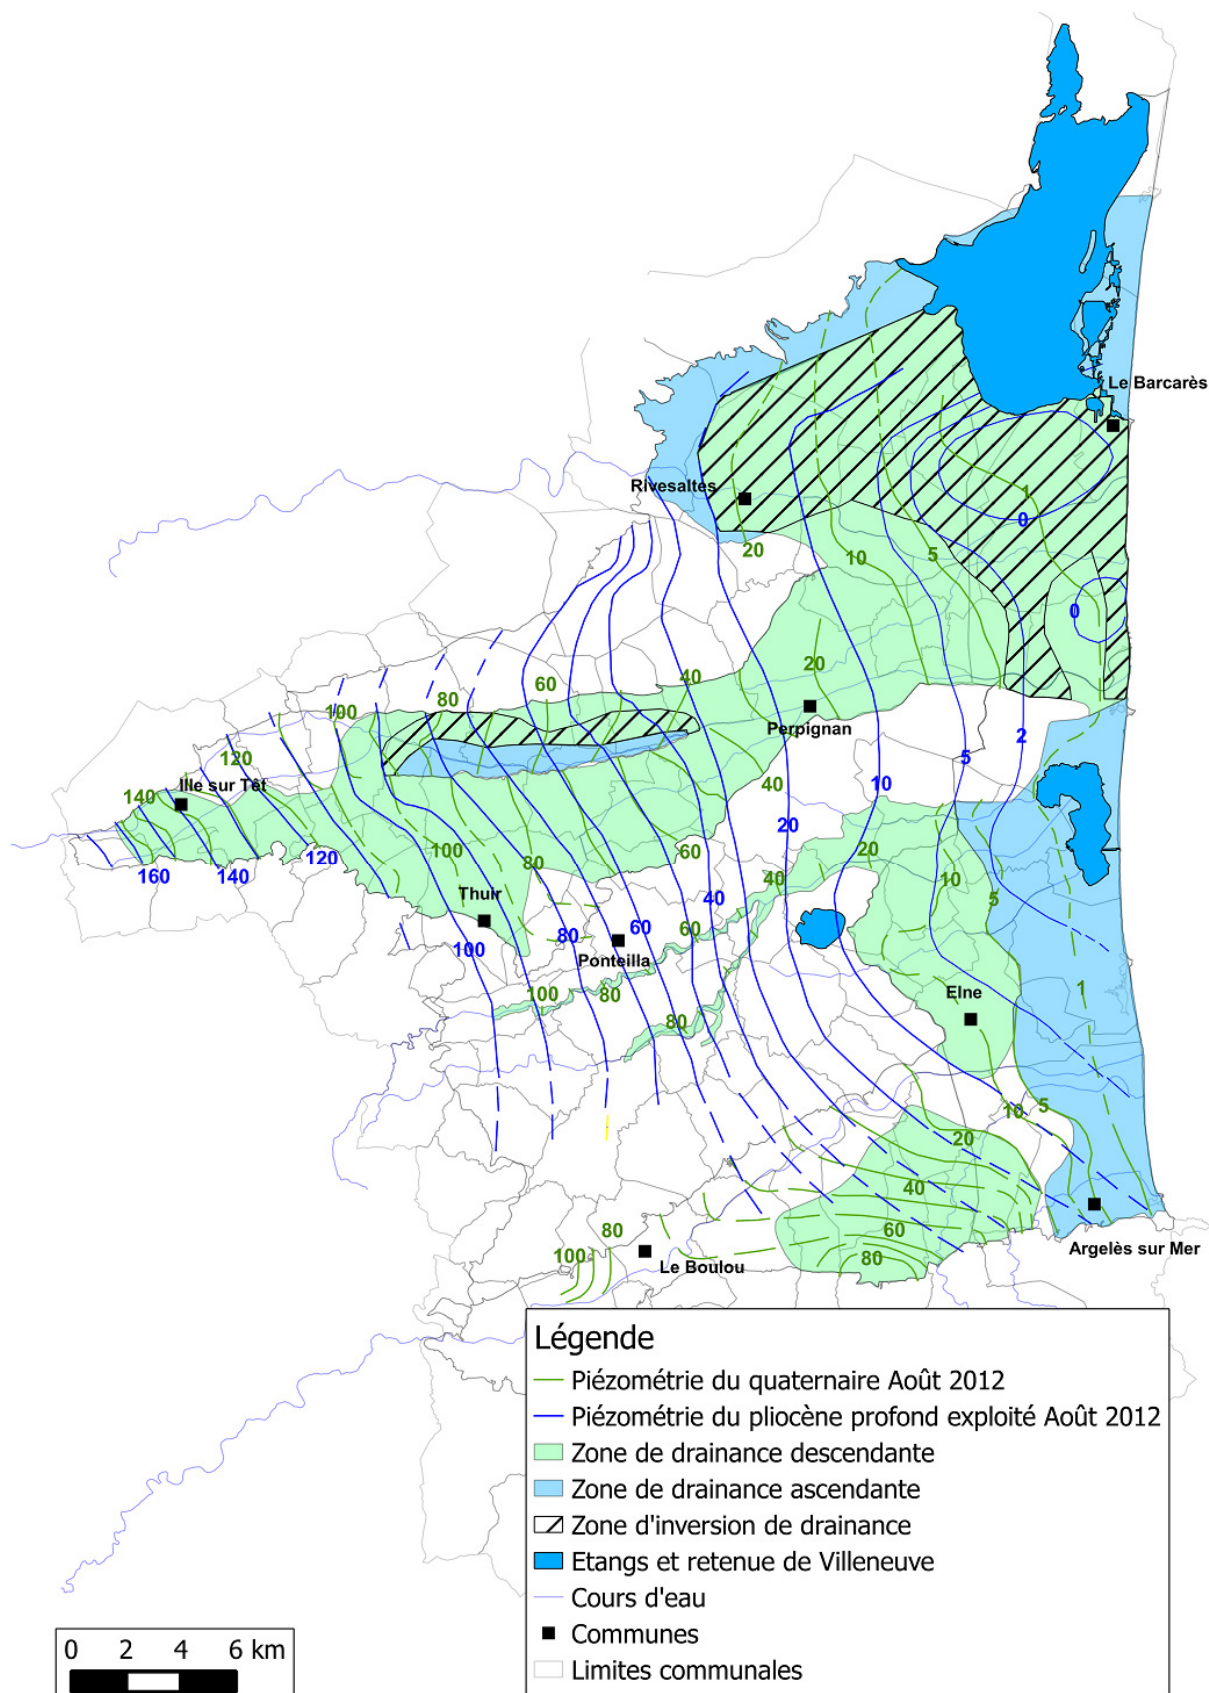 Le Barcarès
Rivesaltes
1
0
20
10
5
0
20
60
40
80
100
Perpignan
2
5
120
Ille sur Têt
140
40
10
20
160
140
120
100
80
60
20
10
5
Thuir
40
40
100
80
60
Ponteilla
60
100
80
80
Elne
1
10
5
20
40
60
80
80
100
Le Boulou
Argelès sur Mer
Légende
Piézométrie du quaternaire Août 2012
Piézométrie du pliocène profond exploité Août 2012
Zone de drainance descendante
Zone de drainance ascendante
Zone d'inversion de drainance
Etangs et retenue de Villeneuve
Cours d'eau
Communes
Limites communales
0 2 4 6 km